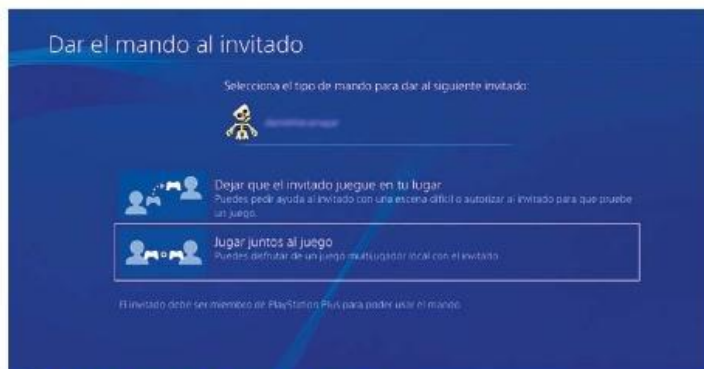 Dar el mando al invitado
Selecciona el tipo de mando para dar al siguiente invitado:
Dejar que el invitado juegue en tu lugar
Puedes pedir ayuda al invitado con una escena difícil o autorizar al invitado para que pruebe
un juego.
Jugar juntos al juego
Puedes disfrutar de un juego multijugador local con el invitado.
El invitado debe ser miembro de PlayStation Plus para poder usar el mando.